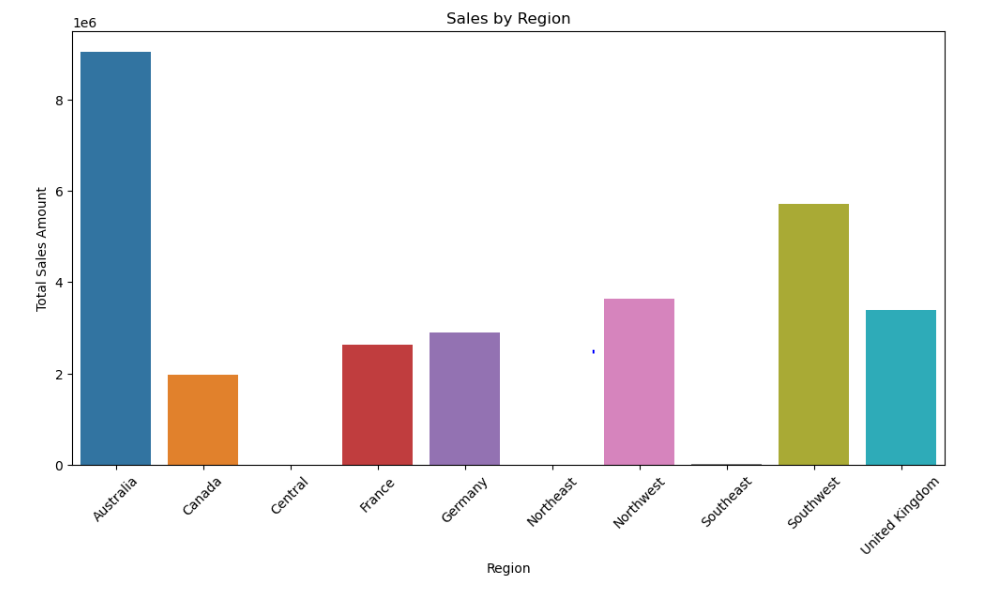 Sales by Region
1e6
Total Sales Amount
8
6
4
2
0
Australia
Canada
Central
France
Germany
Northeast
Northwest
Southeast
Southwest
United Kingdom
Region